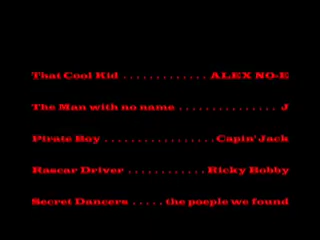 That Cool Kid ............. ALEX NO-E
The Man with no name .............. J
Pirate Boy ................. Capin' Jack
Rascar Driver ............ Ricky Bobby
Secret Dancers ..... the poeple we found